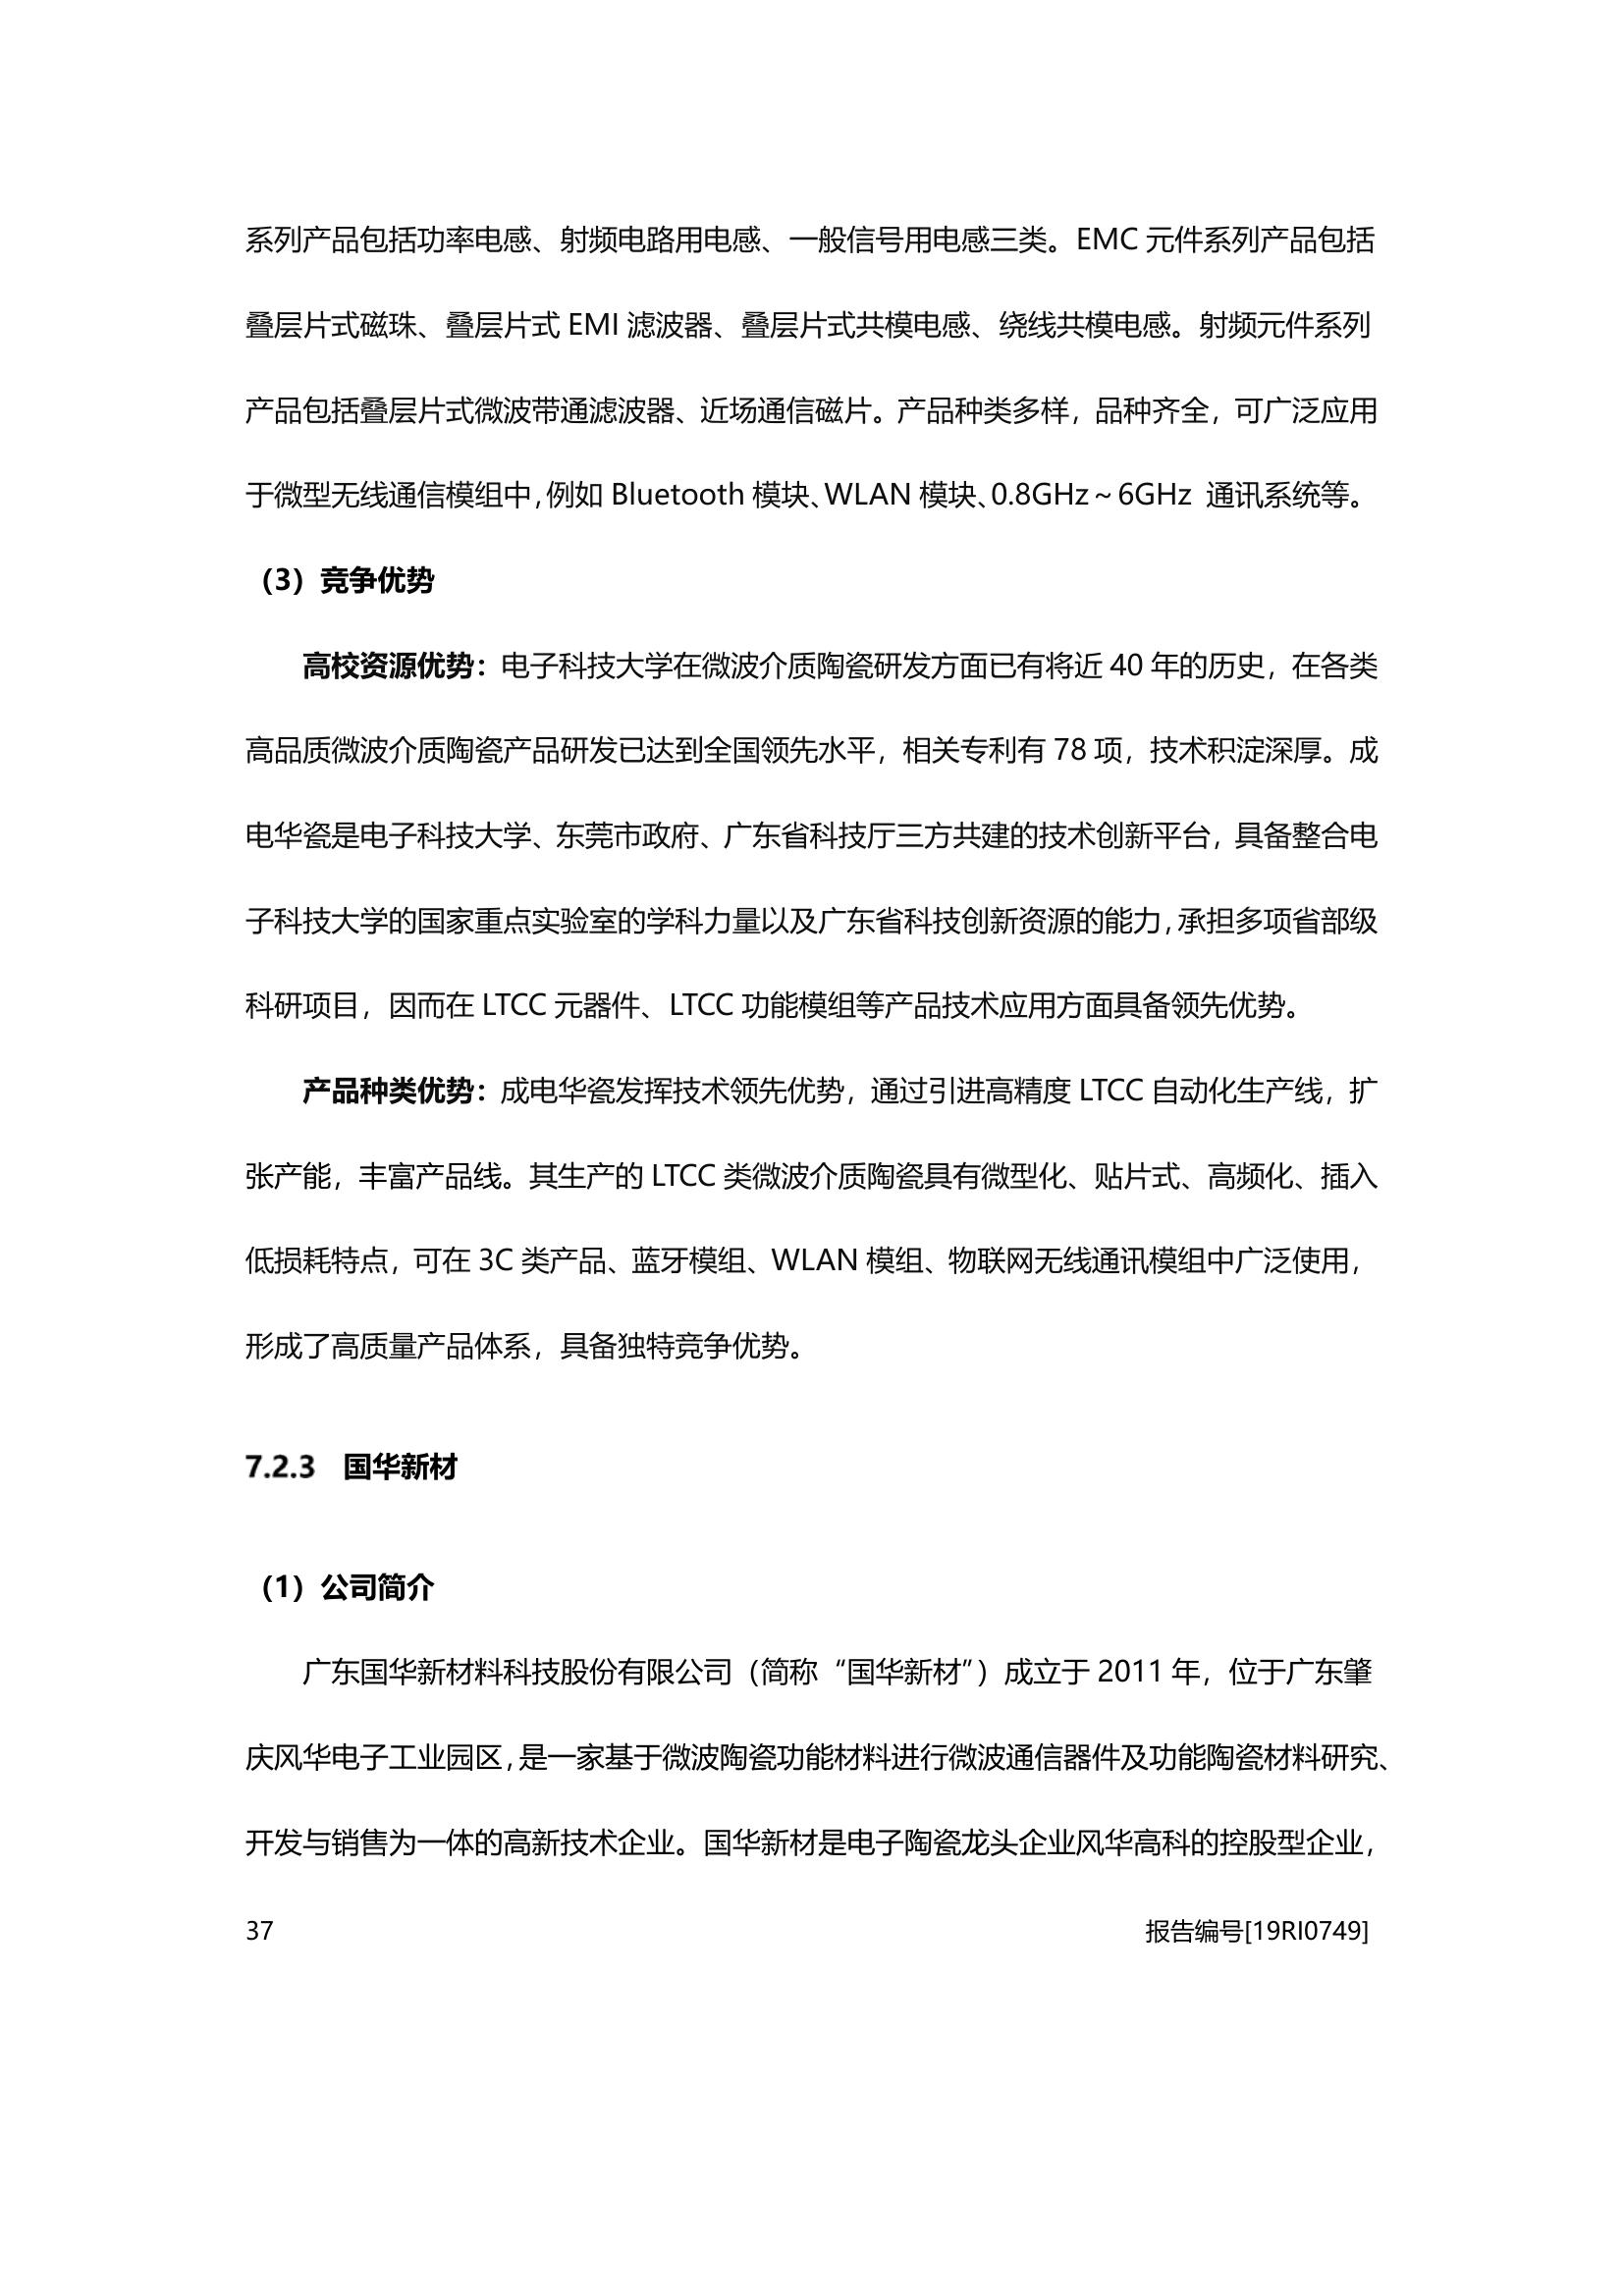 系列产品包括功率电感、射频电路用电感、一般信号用电感三类。EMC 元件系列产品包括
叠层片式磁珠、叠层片式 EMI 滤波器、叠层片式共模电感、绕线共模电感。射频元件系列
产品包括叠层片式微波带通滤波器、近场通信磁片。产品种类多样，品种齐全，可广泛应用
于微型无线通信模组中，例如 Bluetooth 模块、WLAN 模块、0.8GHz～6GHz 通讯系统等。
（3）竞争优势
高校资源优势：电子科技大学在微波介质陶瓷研发方面已有将近 40 年的历史，在各类
高品质微波介质陶瓷产品研发已达到全国领先水平，相关专利有 78 项，技术积淀深厚。成
电华瓷是电子科技大学、东莞市政府、广东省科技厅三方共建的技术创新平台，具备整合电
子科技大学的国家重点实验室的学科力量以及广东省科技创新资源的能力，承担多项省部级
科研项目，因而在 LTCC 元器件、LTCC 功能模组等产品技术应用方面具备领先优势。
产品种类优势：成电华瓷发挥技术领先优势，通过引进高精度 LTCC 自动化生产线，扩
张产能，丰富产品线。其生产的 LTCC 类微波介质陶瓷具有微型化、贴片式、高频化、插入
低损耗特点，可在 3C 类产品、蓝牙模组、WLAN 模组、物联网无线通讯模组中广泛使用，
形成了高质量产品体系，具备独特竞争优势。
7.2.3 国华新材
（1）公司简介
广东国华新材料科技股份有限公司（简称“国华新材”）成立于 2011 年，位于广东肇
庆风华电子工业园区，是一家基于微波陶瓷功能材料进行微波通信器件及功能陶瓷材料研究、
开发与销售为一体的高新技术企业。国华新材是电子陶瓷龙头企业风华高科的控股型企业，
37 报告编号[19RI0749]